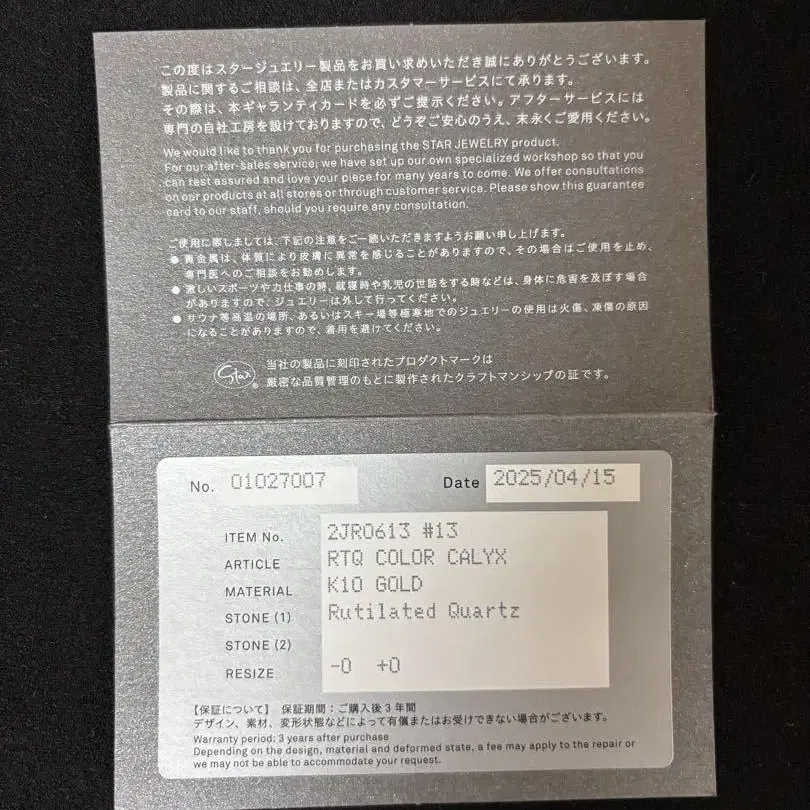 この度はスタージュエリー製品をお買い求めいただき誠にありがとうございます。
製品に関するご相談は、全店またはカスタマーサービスにて承ります。
その際は、本ギャランティカードを必ずご提示ください。アフターサービスには
専門の自社工房を設けておりますので、どうぞご安心のうえ、末永くご愛用ください。
We would like to thank you for purchasing the STAR JEWELRY product.
For our after-sales service, we have set up our own specialized workshop so that you
can rest assured and love your piece for many years to come. We offer consultations
on our products at all stores or through customer service. Please show this guarantee
card to our staff, should you require any consultation.
ご使用に際しましては、下記の注意をご一読いただきますようお願い申し上げます。
● 貴金属は、体質により皮膚に異常を感じることがありますので、その場合はご使用を止め、
専門医へのご相談をお勧めします。
● 激しいスポーツや力仕事の時、就寝時や乳児の世話をする時などは、身体に危害を及ぼす場合
がありますので、ジュエリーは外して行ってください。
● サウナ等高温の場所、あるいはスキー場等極寒地でのジュエリーの使用は火傷、凍傷の原因
になることがありますので、着用を避けてください。
Star ®
当社の製品に刻印されたプロダクトマークは
厳密な品質管理のもとに製作されたクラフトマンシップの証です。
No. 01027007 Date 2025/04/15
ITEM No. 2JR0613 #13
ARTICLE RTQ COLOR CALYX
MATERIAL K10 GOLD
STONE (1) Rutilated Quartz
STONE (2)
RESIZE -0 +0
【保証について】 保証期間：ご購入後3年間
デザイン、素材、変形状態などによって有償またはお受けできない場合がございます。
Warranty period: 3 years after purchase
Depending on the design, material and deformed state, a fee may apply to the repair or
we may not be able to accommodate your request.